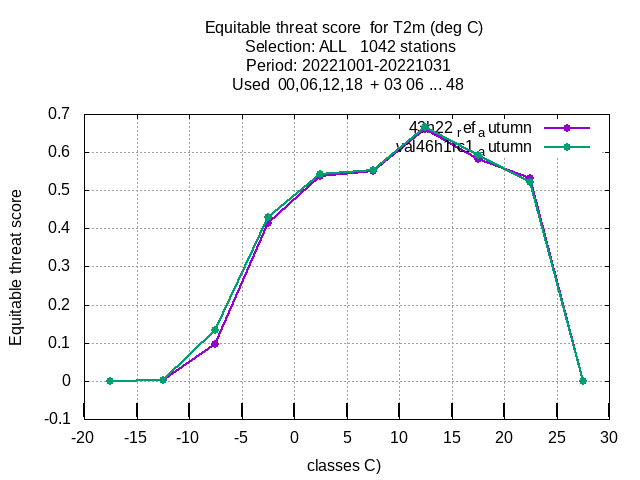 Equitable threat score for T2m (deg C)
Selection: ALL 1042 stations
Period: 20221001-20221031
Used 00,06,12,18 + 03 06 ... 48
43h22_ref_autumn
0.7
0.6
0.5
0.4
0.3
0.2
0.1
0
-0.1
-20 -15 -10 -5 0 5 10 15 20 25 30
Equitable threat score
classes C)